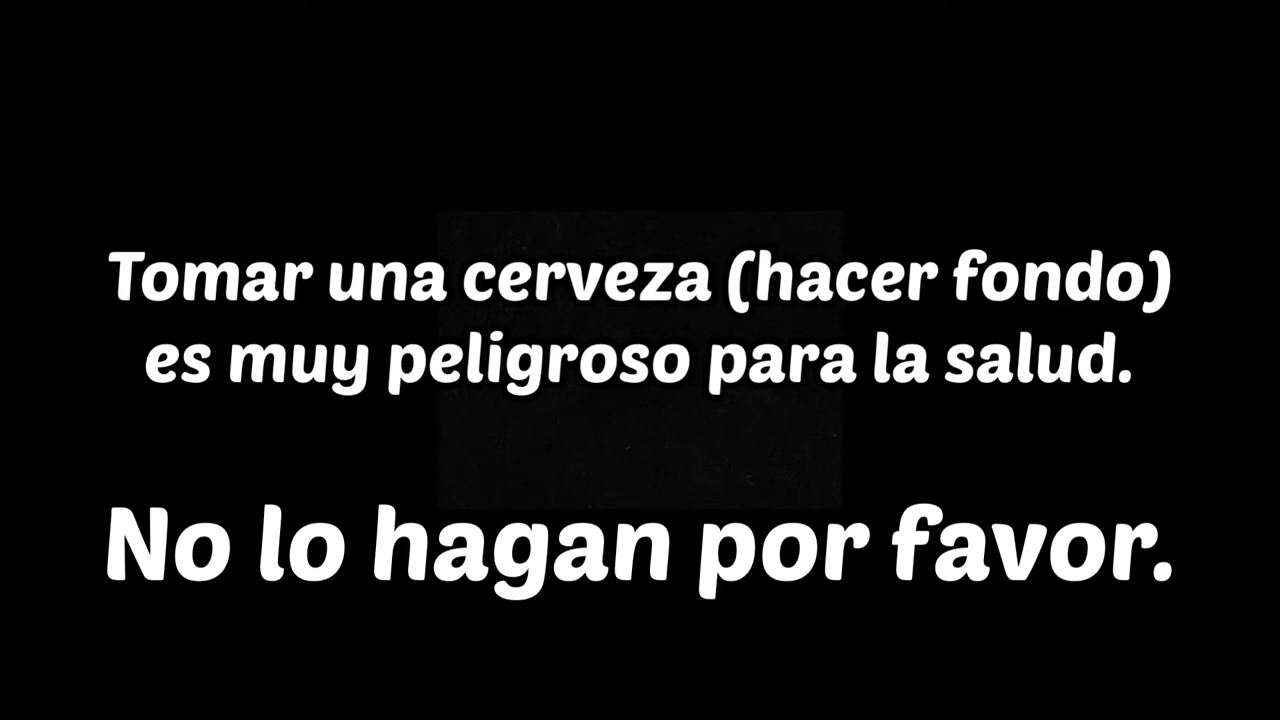 Tomar una cerveza (hacer fondo)
es muy peligroso para la salud.
No lo hagan por favor.